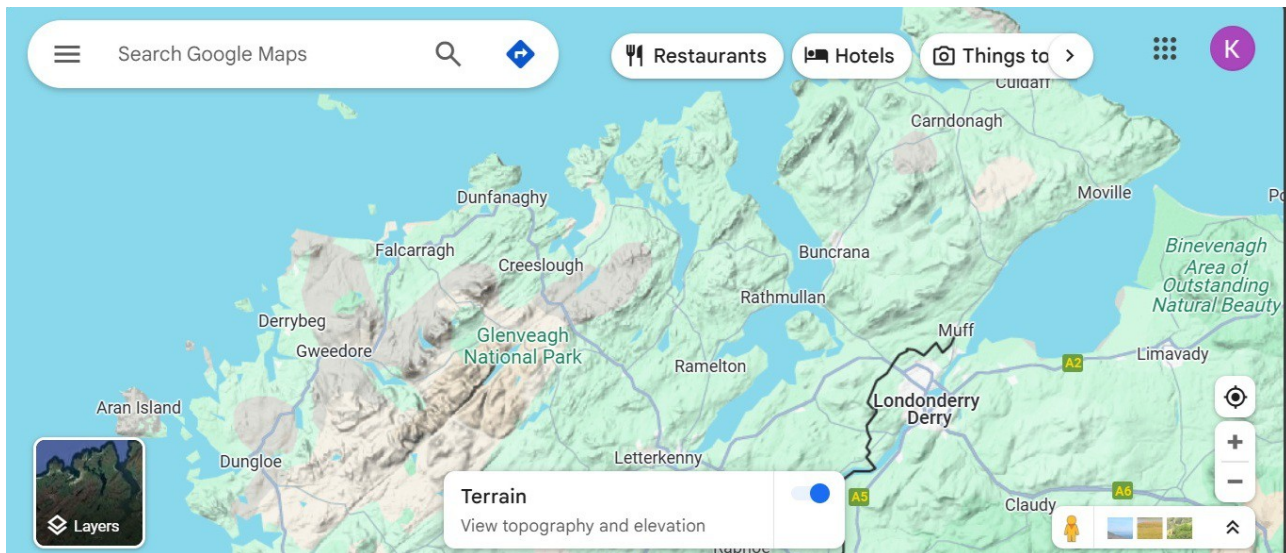 Search Google Maps
Restaurants
Hotels
Things to
K
Culdaff
Carndonagh
Moville
Dunfanaghy
Falcarragh
Creeslough
Buncrana
Binevenagh
Area of
Outstanding
Natural Beauty
Rathmullan
Derrybeg
Gweedore
Glenveagh
National Park
Muff
Ramelton
Limavady
A2
Aran Island
Londonderry
Derry
Letterkenny
Dungloe
Terrain
View topography and elevation
A5
A6
Claudy
Layers
Raphoe